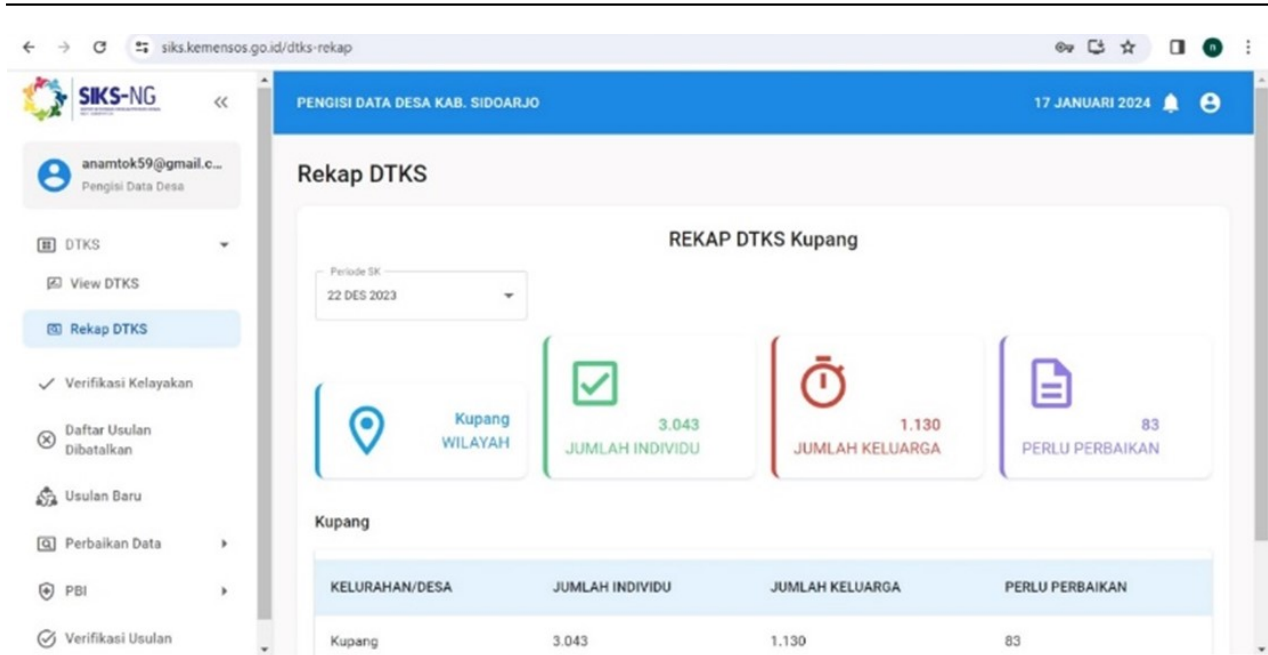 siks.kemensos.go.id/dtks-rekap
n
SIKS-NG
PENGISI DATA DESA KAB. SIDOARJO
17 JANUARI 2024
anamtok59@gmail.c...
Pengisi Data Desa
DTKS
View DTKS
Rekap DTKS
Verifikasi Kelayakan
Daftar Usulan
Dibatalkan
Usulan Baru
Perbaikan Data
PBI
Verifikasi Usulan
Rekap DTKS
REKAP DTKS Kupang
Periode SK
22 DES 2023
Kupang
WILAYAH
3.043
JUMLAH INDIVIDU
1.130
JUMLAH KELUARGA
83
PERLU PERBAIKAN
Kupang
KELURAHAN/DESA JUMLAH INDIVIDU JUMLAH KELUARGA PERLU PERBAIKAN
Kupang 3.043 1.130 83